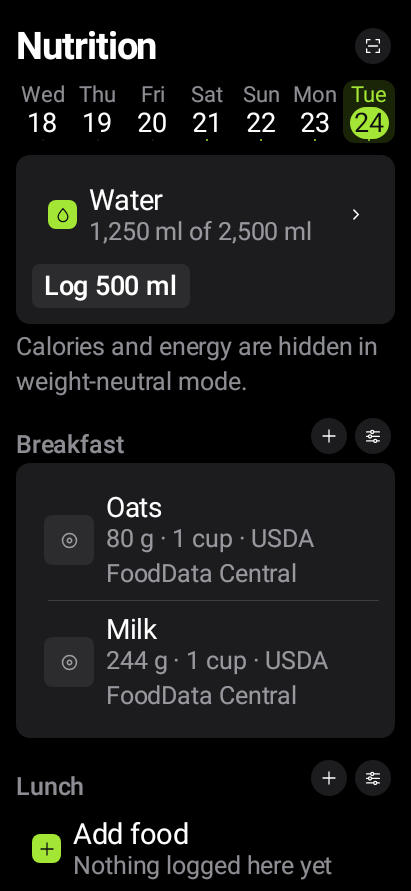 Nutrition
Wed Thu Fri Sat Sun Mon Tue
18 19 20 21 22 23 24
Water
1,250 ml of 2,500 ml
Log 500 ml
Calories and energy are hidden in
weight-neutral mode.
Breakfast
Oats
80 g · 1 cup · USDA
FoodData Central
Milk
244 g · 1 cup · USDA
FoodData Central
Lunch
Add food
Nothing logged here yet